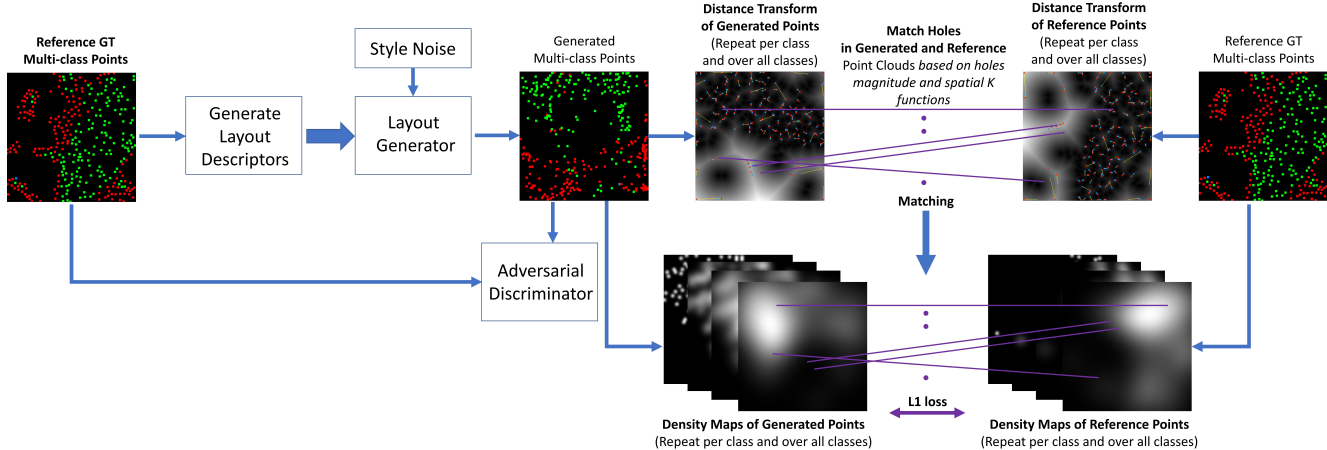 Reference GT
Multi-class Points
Generate
Layout
Descriptors
Style Noise
Layout
Generator
Generated
Multi-class Points
Adversarial
Discriminator
Distance Transform
of Generated Points
(Repeat per class
and over all classes)
Match Holes
in Generated and Reference
Point Clouds based on holes
magnitude and spatial K
functions
Distance Transform
of Reference Points
(Repeat per class
and over all classes)
Reference GT
Multi-class Points
Matching
L1 loss
Density Maps of Generated Points
(Repeat per class and over all classes)
Density Maps of Reference Points
(Repeat per class and over all classes)